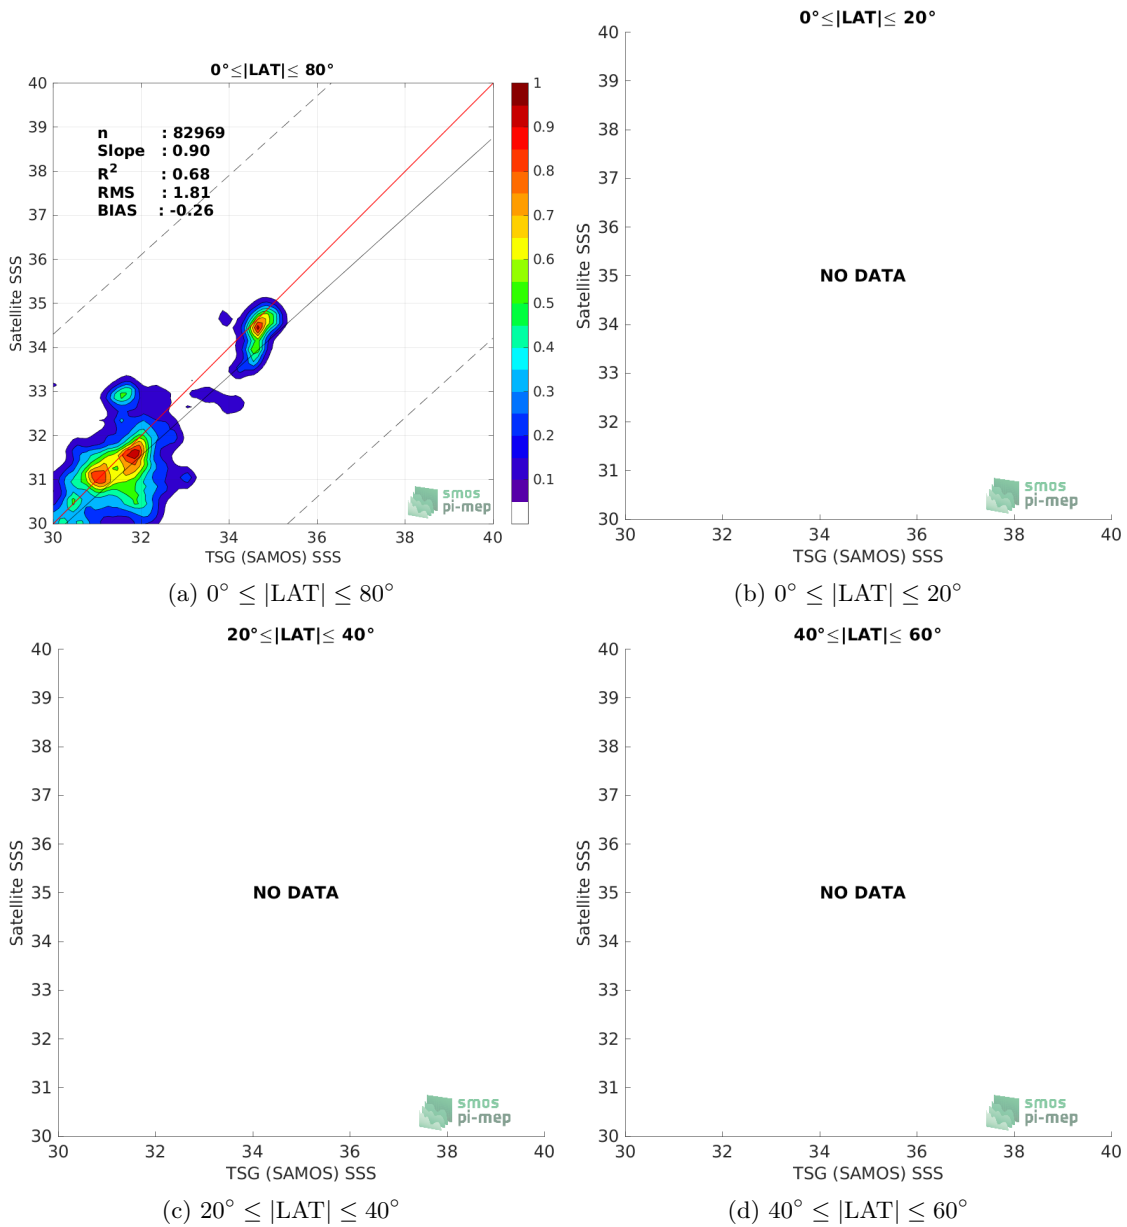 0°≤|LAT|≤ 80°
40
39
38
37
36
35
34
33
32
31
30
Satellite SSS
n : 82969
Slope : 0.90
R² : 0.68
RMS : 1.81
BIAS : -0.26
1
0.9
0.8
0.7
0.6
0.5
0.4
0.3
0.2
0.1
smos
pi-mep
30 32 34 36 38 40
TSG (SAMOS) SSS
(a) 0° ≤ |LAT| ≤ 80°
0°≤|LAT|≤ 20°
40
39
38
37
36
35
34
33
32
31
30
Satellite SSS
NO DATA
smos
pi-mep
30 32 34 36 38 40
TSG (SAMOS) SSS
(b) 0° ≤ |LAT| ≤ 20°
20°≤|LAT|≤ 40°
40
39
38
37
36
35
34
33
32
31
30
Satellite SSS
NO DATA
smos
pi-mep
30 32 34 36 38 40
TSG (SAMOS) SSS
(c) 20° ≤ |LAT| ≤ 40°
40°≤|LAT|≤ 60°
40
39
38
37
36
35
34
33
32
31
30
Satellite SSS
NO DATA
smos
pi-mep
30 32 34 36 38 40
TSG (SAMOS) SSS
(d) 40° ≤ |LAT| ≤ 60°